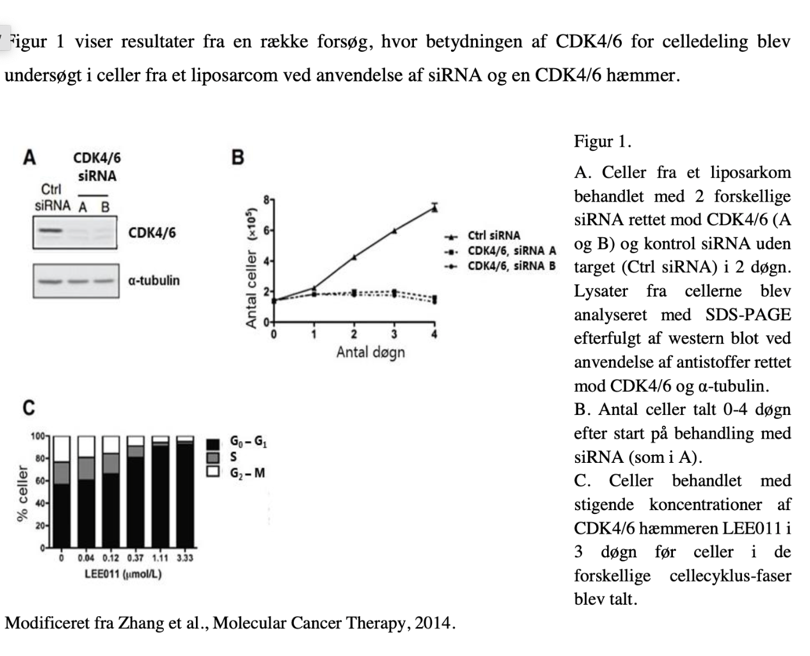 Figur 1 viser resultater fra en række forsøg, hvor betydningen af CDK4/6 for celledeling blev
undersøgt i celler fra et liposarcom ved anvendelse af siRNA og en CDK4/6 hæmmer.
A
CDK4/6
siRNA
Ctrl
siRNA A B
CDK4/6
α-tubulin
B
Antal celler (×10⁵)
8
6
4
2
0
0 1 2 3 4
Antal døgn
Ctrl siRNA
CDK4/6, siRNA A
CDK4/6, siRNA B
C
% celler
100
80
60
40
20
0
0 0.04 0.12 0.37 1.11 3.33
LEE011 (µmol/L)
G₀–G₁
S
G₂–M
Figur 1.
A. Celler fra et liposarkom
behandlet med 2 forskellige
siRNA rettet mod CDK4/6 (A
og B) og kontrol siRNA uden
target (Ctrl siRNA) i 2 døgn.
Lysater fra cellerne blev
analyseret med SDS-PAGE
efterfulgt af western blot ved
anvendelse af antistoffer rettet
mod CDK4/6 og α-tubulin.
B. Antal celler talt 0-4 døgn
efter start på behandling med
siRNA (som i A).
C. Celler behandlet med
stigende koncentrationer af
CDK4/6 hæmmeren LEE011 i
3 døgn før celler i de
forskellige cellecyklus-faser
blev talt.
Modificeret fra Zhang et al., Molecular Cancer Therapy, 2014.